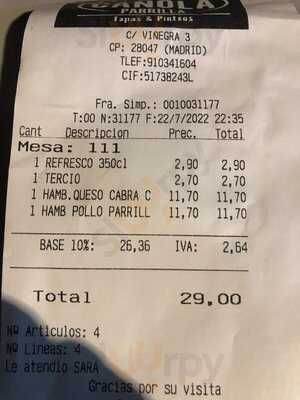 CAÑOLA
PARRILLA
Tapas & Pintxos
C/ VIÑEGRA 3
CP: 28047 (MADRID)
TLEF:910341604
CIF:51738243L
Fra. Simp.: 0010031177
T:00 N:31177 F:22/7/2022 22:35
Cant Descripcion Prec. Total
Mesa: 111
1 REFRESCO 350cl 2,90 2,90
1 TERCIO 2,70 2,70
1 HAMB.QUESO CABRA C 11,70 11,70
1 HAMB POLLO PARRILL 11,70 11,70
BASE 10%: 26,36 IVA: 2,64
Total 29,00
Nº Articulos: 4
Nº Lineas: 4
Le atendio SARA
Gracias por su visita